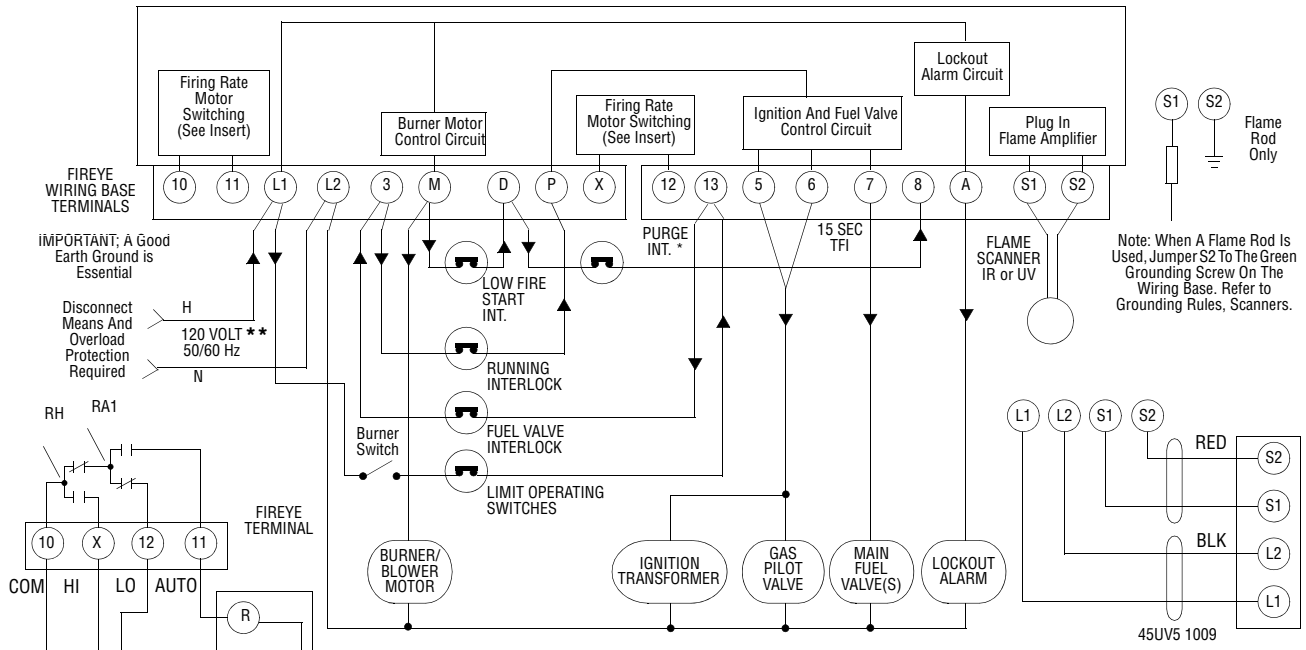 Lockout
Alarm Circuit
Firing Rate
Motor
Switching
(See Insert)
Burner Motor
Control Circuit
Firing Rate
Motor Switching
(See Insert)
Ignition And Fuel Valve
Control Circuit
Plug In
Flame Amplifier
S1 S2
Flame
Rod
Only
FIREYE
WIRING BASE
TERMINALS
10 11 L1 L2 3 M D P X 12 13 5 6 7 8 A S1 S2
IMPORTANT; A Good
Earth Ground is
Essential
PURGE
INT. *
15 SEC
TFI
FLAME
SCANNER
IR or UV
Note: When A Flame Rod Is
Used, Jumper S2 To The Green
Grounding Screw On The
Wiring Base. Refer to
Grounding Rules, Scanners.
LOW FIRE
START
INT.
Disconnect
Means And
Overload
Protection
Required
H
120 VOLT **
50/60 Hz
N
RUNNING
INTERLOCK
FUEL VALVE
INTERLOCK
Burner
Switch
LIMIT OPERATING
SWITCHES
RH RA1
FIREYE
TERMINAL
10 X 12 11
COM HI LO AUTO
R
BURNER/
BLOWER
MOTOR
IGNITION
TRANSFORMER
GAS
PILOT
VALVE
MAIN
FUEL
VALVE(S)
LOCKOUT
ALARM
L1 L2 S1 S2
RED
S2
S1
BLK
L2
L1
45UV5 1009